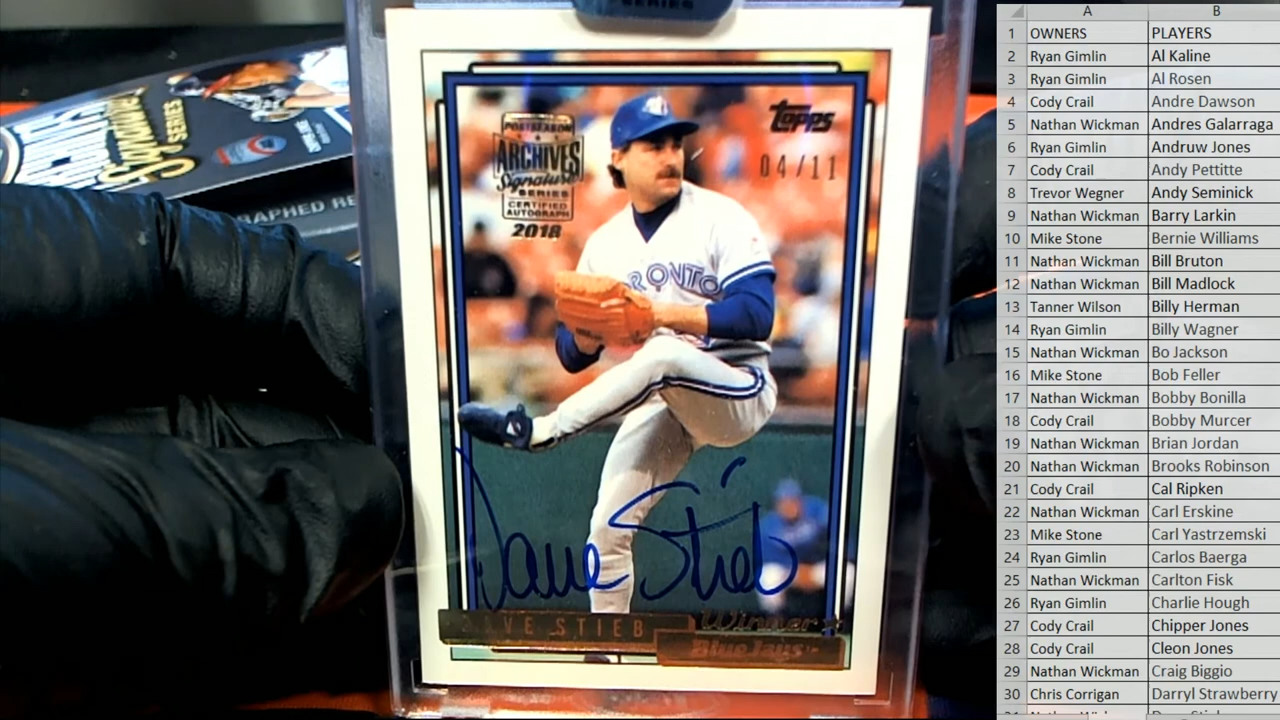 SERIES
Signature
SERIES
GRAPHED RE
POSTSEASON
ARCHIVES
Signature
SERIES
CERTIFIED
AUTOGRAPH
2018
Topps
04/11
TORONTO
Dave Stieb
DAVE STIEB
Winner
Blue Jays
A B
1 OWNERS PLAYERS
2 Ryan Gimlin Al Kaline
3 Ryan Gimlin Al Rosen
4 Cody Crail Andre Dawson
5 Nathan Wickman Andres Galarraga
6 Ryan Gimlin Andruw Jones
7 Cody Crail Andy Pettitte
8 Trevor Wegner Andy Seminick
9 Nathan Wickman Barry Larkin
10 Mike Stone Bernie Williams
11 Nathan Wickman Bill Bruton
12 Nathan Wickman Bill Madlock
13 Tanner Wilson Billy Herman
14 Ryan Gimlin Billy Wagner
15 Nathan Wickman Bo Jackson
16 Mike Stone Bob Feller
17 Nathan Wickman Bobby Bonilla
18 Cody Crail Bobby Murcer
19 Nathan Wickman Brian Jordan
20 Nathan Wickman Brooks Robinson
21 Cody Crail Cal Ripken
22 Nathan Wickman Carl Erskine
23 Mike Stone Carl Yastrzemski
24 Ryan Gimlin Carlos Baerga
25 Nathan Wickman Carlton Fisk
26 Ryan Gimlin Charlie Hough
27 Cody Crail Chipper Jones
28 Cody Crail Cleon Jones
29 Nathan Wickman Craig Biggio
30 Chris Corrigan Darryl Strawberry